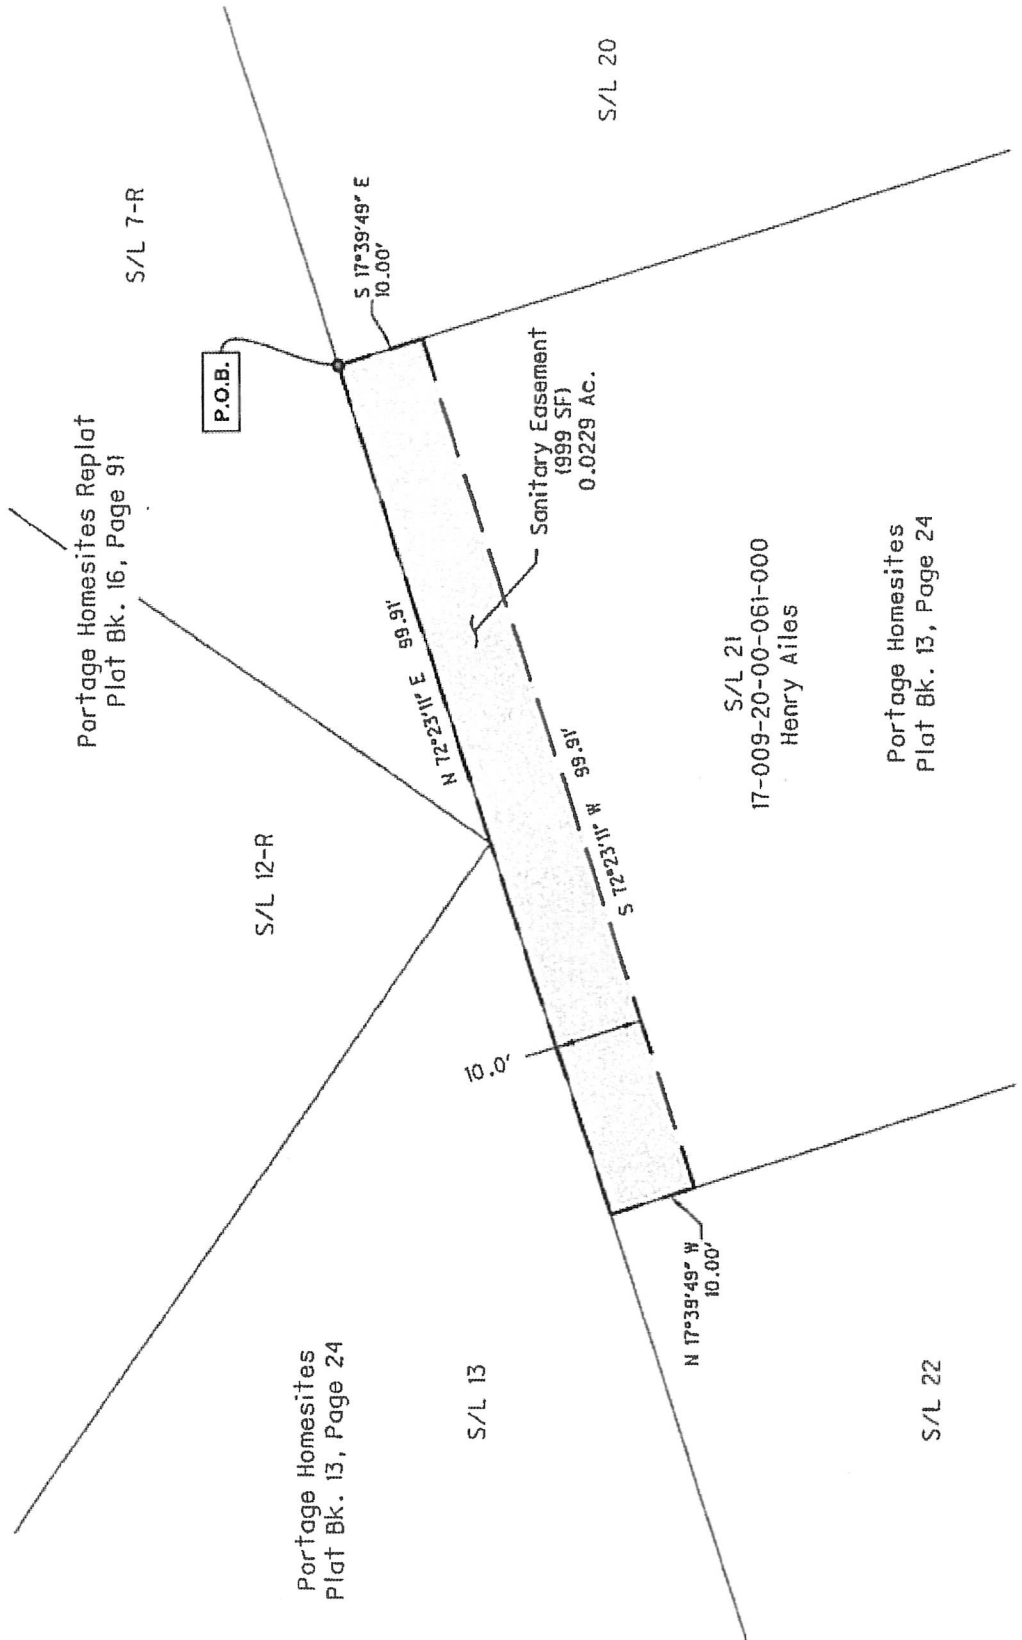 S/L 7-R
S/L 20
P.O.B.
S 17°39'49" E
10.00'
Portage Homesites Replat
Plat Bk. 16, Page 91
Sanitary Easement
(999 SF)
0.0229 Ac.
N 72°23'11" E 99.91'
S/L 12-R
S 72°23'11" W 99.91'
S/L 21
17-009-20-00-061-000
Henry Ailes
Portage Homesites
Plat Bk. 13, Page 24
10.0'
N 17°39'49" W
10.00'
Portage Homesites
Plat Bk. 13, Page 24
S/L 13
S/L 22